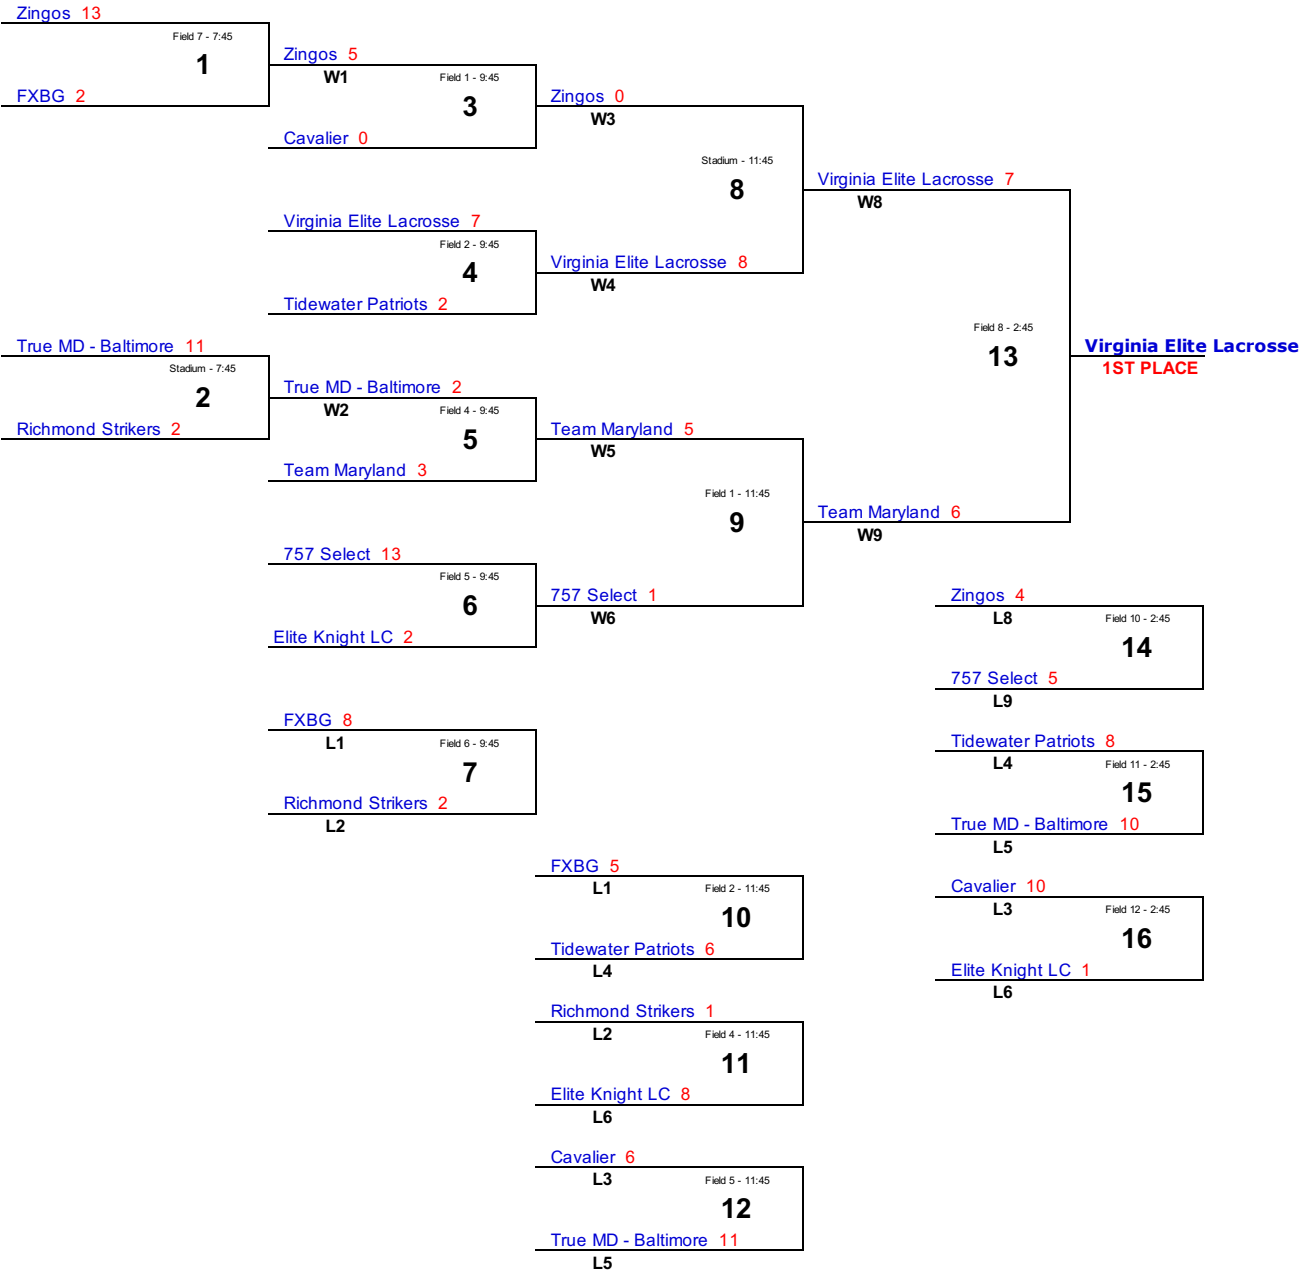 Zingos 13
Field 7 - 7:45
1
FXBG 2
Zingos 5
W1
Field 1 - 9:45
3
Cavalier 0
Zingos 0
W3
Stadium - 11:45
8
Virginia Elite Lacrosse 7
W8
Virginia Elite Lacrosse 7
Field 2 - 9:45
4
Tidewater Patriots 2
Virginia Elite Lacrosse 8
W4
Field 8 - 2:45
13
Virginia Elite Lacrosse
1ST PLACE
True MD - Baltimore 11
Stadium - 7:45
2
Richmond Strikers 2
True MD - Baltimore 2
W2
Field 4 - 9:45
5
Team Maryland 3
Team Maryland 5
W5
Field 1 - 11:45
9
Team Maryland 6
W9
757 Select 13
Field 5 - 9:45
6
Elite Knight LC 2
757 Select 1
W6
Zingos 4
L8
Field 10 - 2:45
14
757 Select 5
L9
FXBG 8
L1
Field 6 - 9:45
7
Richmond Strikers 2
L2
Tidewater Patriots 8
L4
Field 11 - 2:45
15
True MD - Baltimore 10
L5
FXBG 5
L1
Field 2 - 11:45
10
Tidewater Patriots 6
L4
Cavalier 10
L3
Field 12 - 2:45
16
Elite Knight LC 1
L6
Richmond Strikers 1
L2
Field 4 - 11:45
11
Elite Knight LC 8
L6
Cavalier 6
L3
Field 5 - 11:45
12
True MD - Baltimore 11
L5